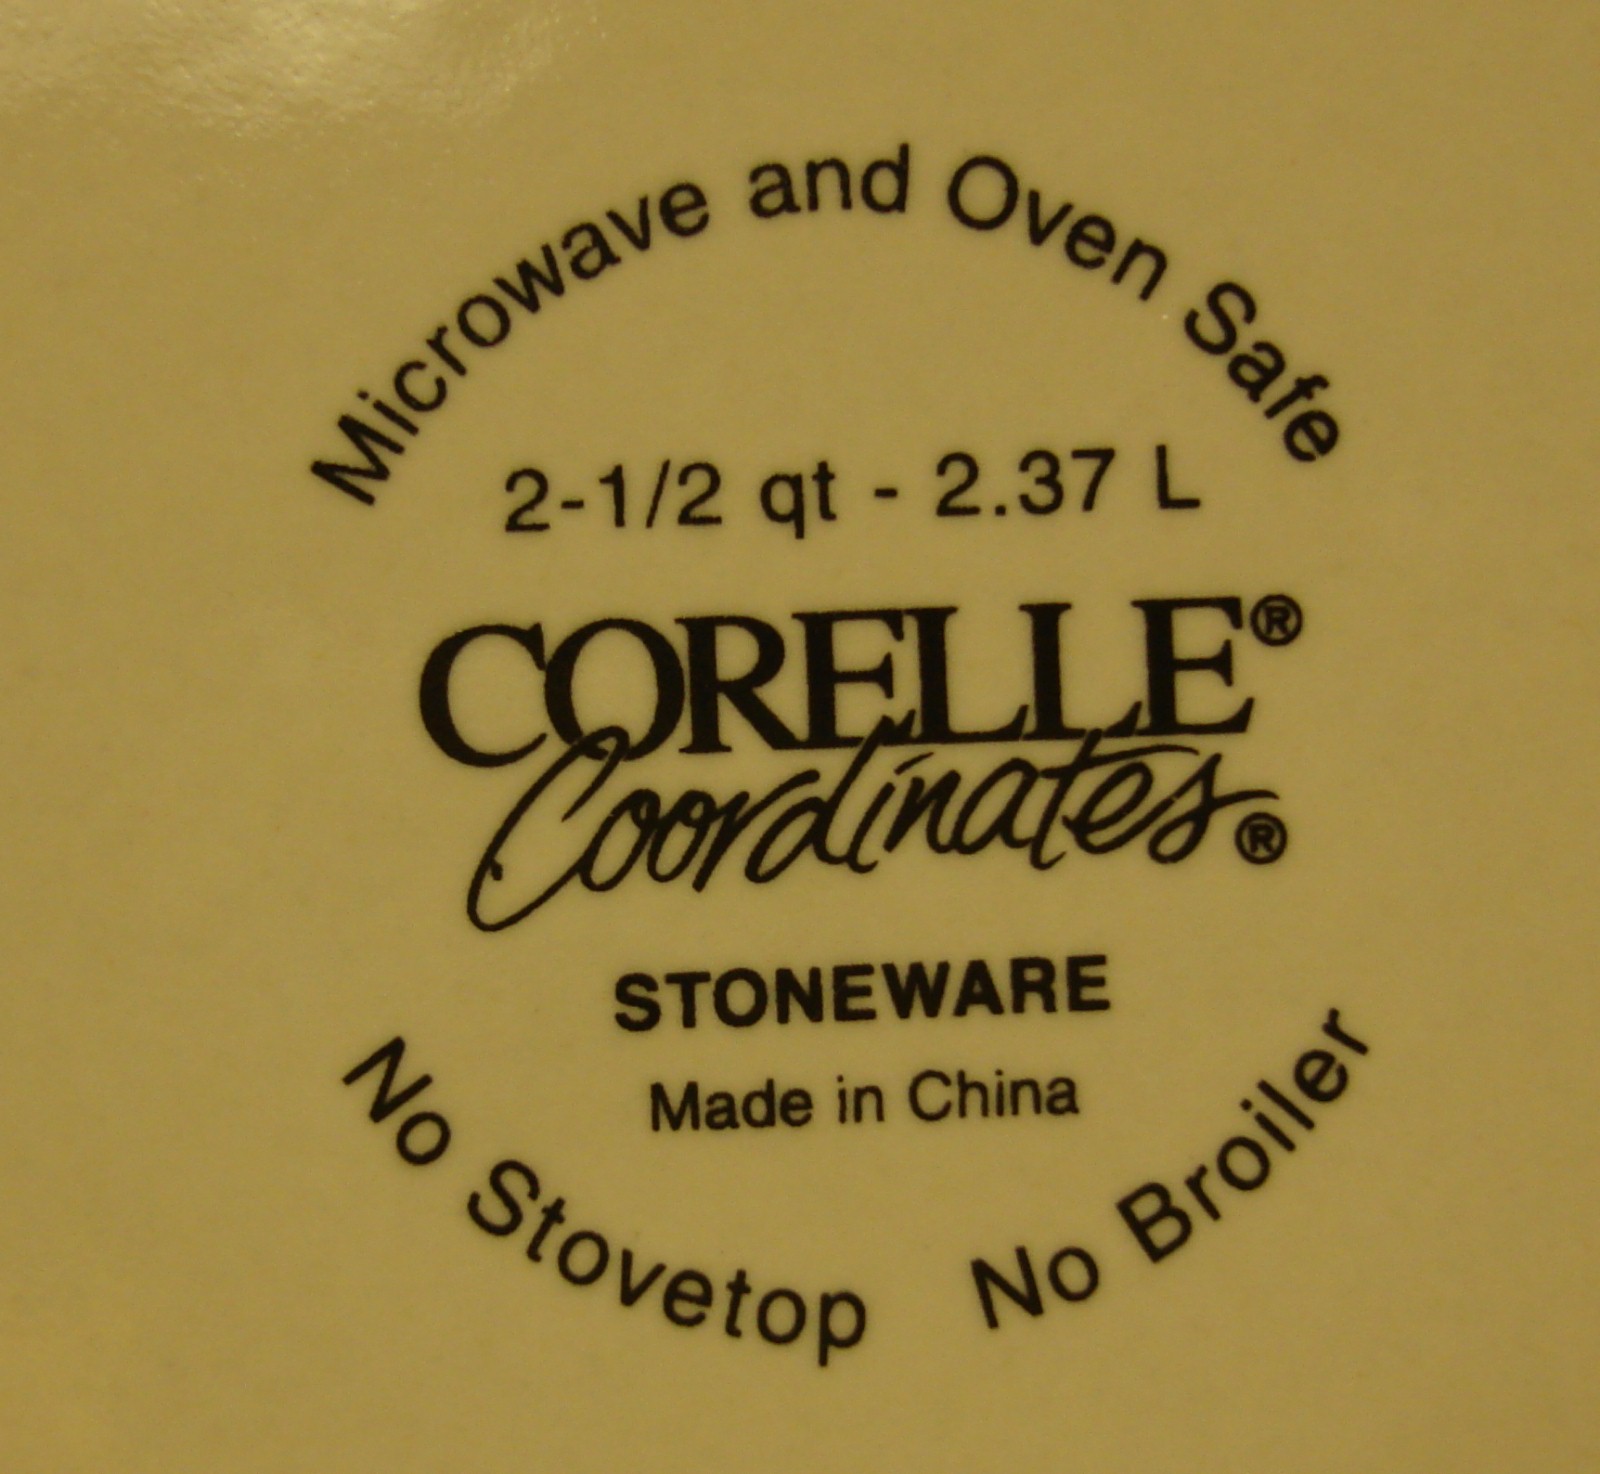 Microwave and Oven Safe
2-1/2 qt - 2.37 L
CORELLE®
Coordinates®
STONEWARE
Made in China
No Stovetop No Broiler